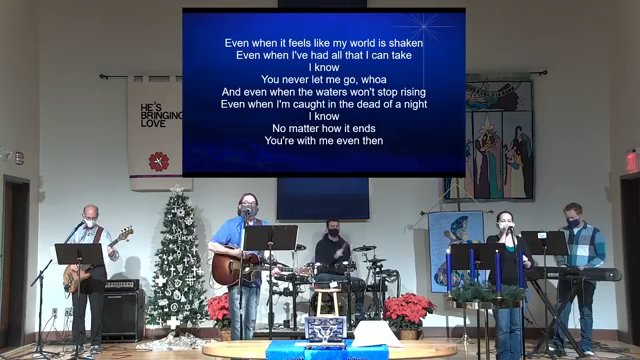 Even when it feels like my world is shaken
Even when I've had all that I can take
I know
You never let me go, whoa
And even when the waters won't stop rising
Even when I'm caught in the dead of a night
I know
No matter how it ends
You're with me even then
HE'S
BRINGING
LOVE